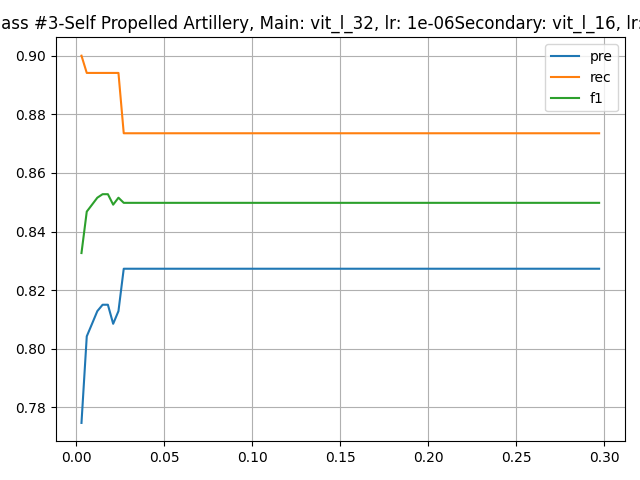 ass #3-Self Propelled Artillery, Main: vit_l_32, lr: 1e-06Secondary: vit_l_16, lr:
pre
rec
f1
0.90
0.88
0.86
0.84
0.82
0.80
0.78
0.00 0.05 0.10 0.15 0.20 0.25 0.30